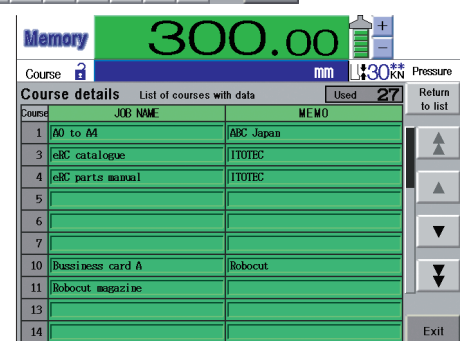 Memory 300.00 + −
Course mm 30**KN Pressure
Course details List of courses with data Used 27 Return to list
Course JOB NAME MEMO
1 A0 to A4 ABC Japan
3 eRC catalogue ITOTEC
4 eRC parts manual ITOTEC
5
6
7
10 Bussiness card A Robocut
11 Robocut magazine
13
14 Exit